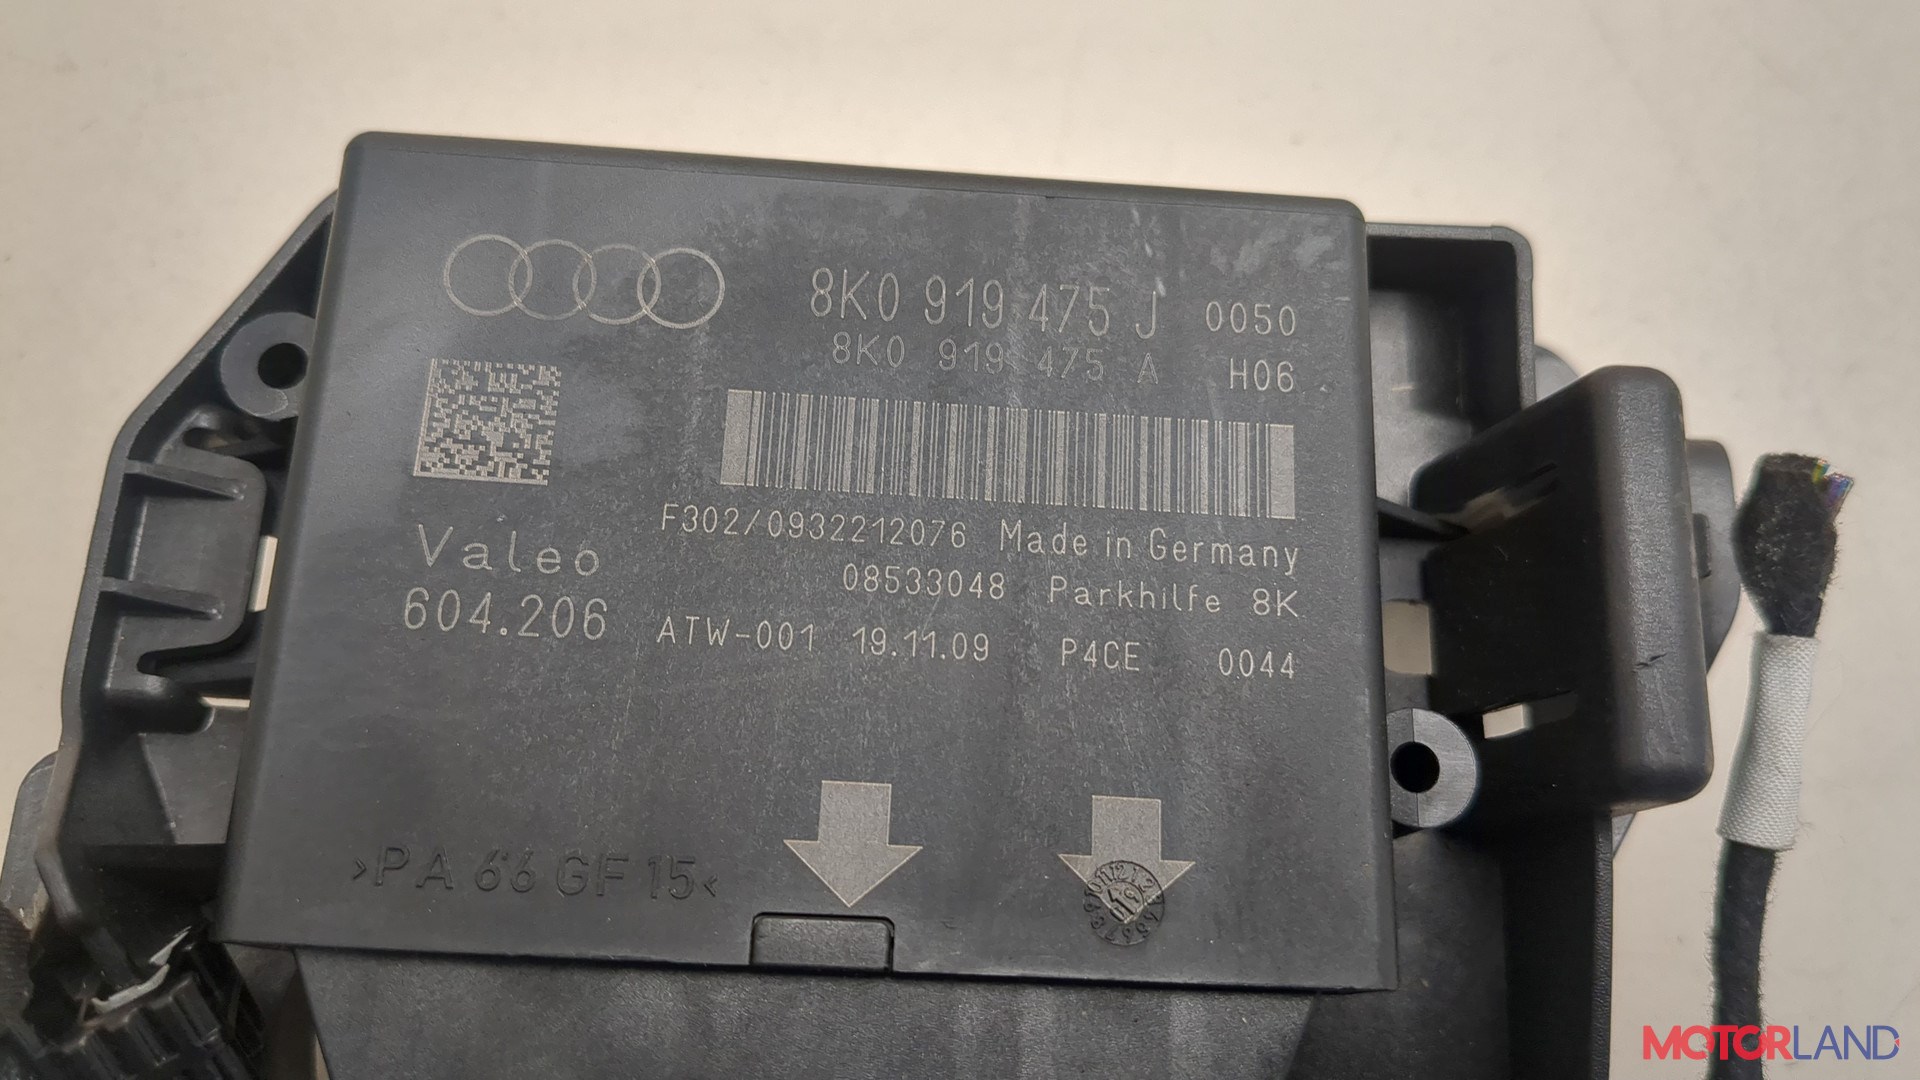 8K0 919 475 J 0050
8K0 919 475 A H06
F302/0932212076 Made in Germany
Valeo 08533048 Parkhilfe 8K
604.206 ATW-001 19.11.09 P4CE 0044
>PA 66 GF 15<
MOTORLAND